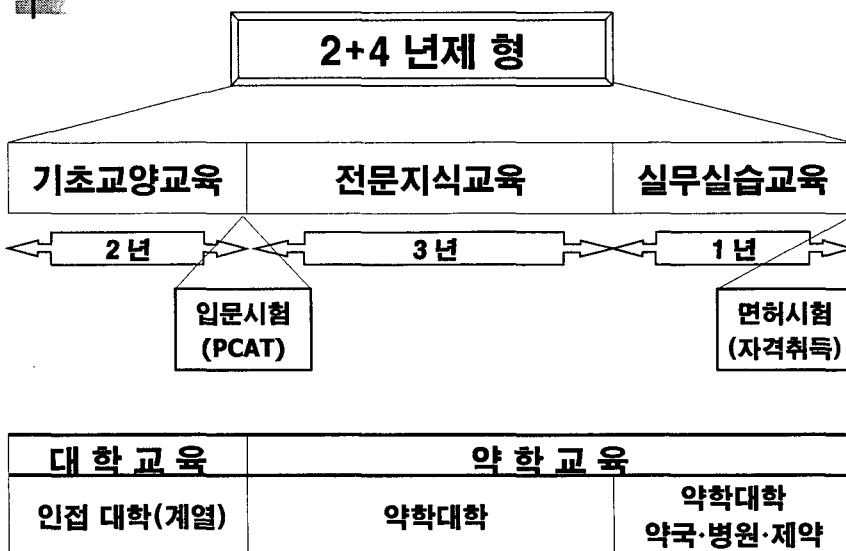 2+4 년제 형
기초교양교육 전문지식교육 실무실습교육
2 년 3 년 1 년
입문시험
(PCAT)
면허시험
(자격취득)
대 학 교 육 약 학 교 육
인접 대학(계열) 약학대학 약학대학
약국·병원·제약